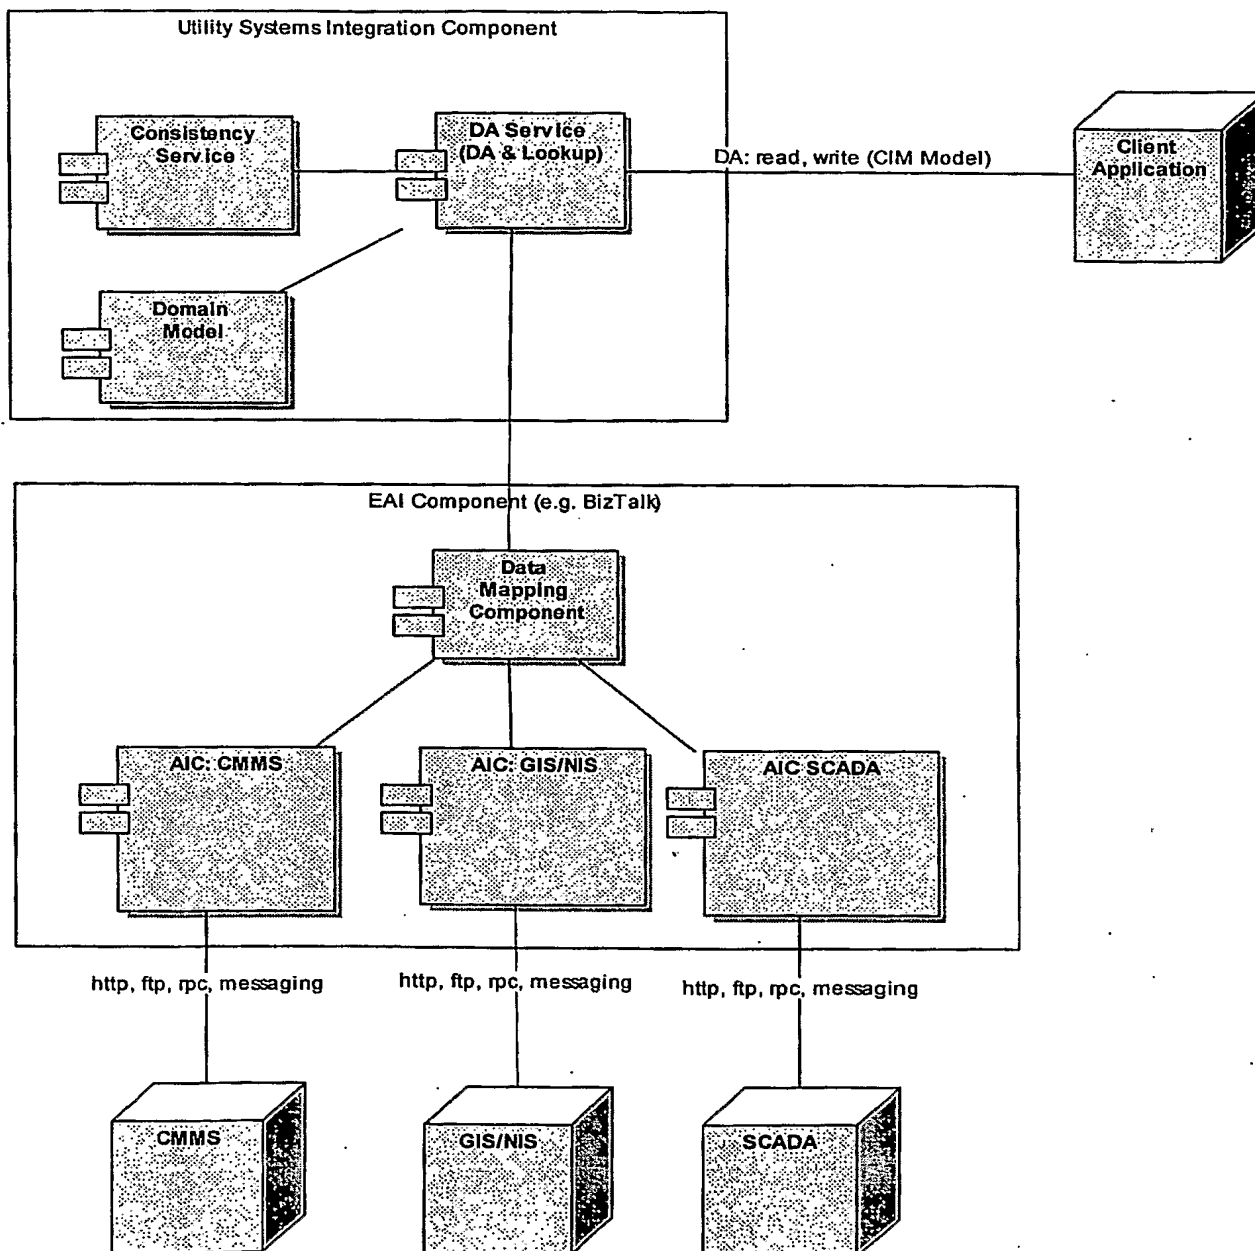 Utility Systems Integration Component
Consistency
Service
DA Service
(DA & Lookup)
DA: read, write (CIM Model)
Client
Application
Domain
Model
EAI Component (e.g. BizTalk)
Data
Mapping
Component
AIC: CMMS
AIC: GIS/NIS
AIC SCADA
http, ftp, rpc, messaging
http, ftp, rpc, messaging
http, ftp, rpc, messaging
CMMS
GIS/NIS
SCADA